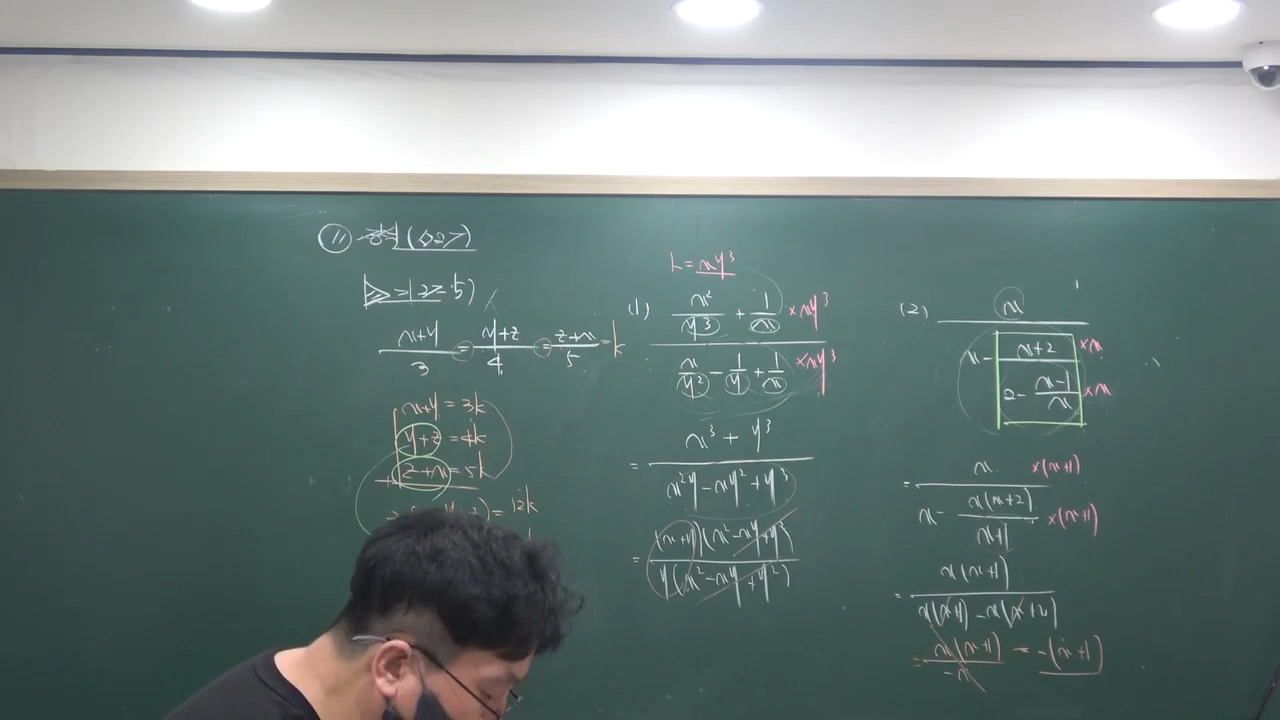 ⑪
(x+y)/3 = (y+z)/4 = (z+x)/5 = k
x+y = 3k
y+z = 4k
z+x = 5k
= 12k
L = xy³
(1) (x²/y³ + 1/x) ×xy³ / (x/y² - 1/y + 1/x) ×xy³
= (x³ + y³) / (x²y - xy² + y³)
= (x+y)(x²-xy+y²) / y(x²-xy+y²)
(2) x / (x - (x+2) ×x / (2 - (x-1)/x) ×x)
= x ×(x+1) / (x - x(x+2)/(x+1)) ×(x+1)
= x(x+1) / (x(x+1) - x(x+2))
= x(x+1) / -x = -(x+1)